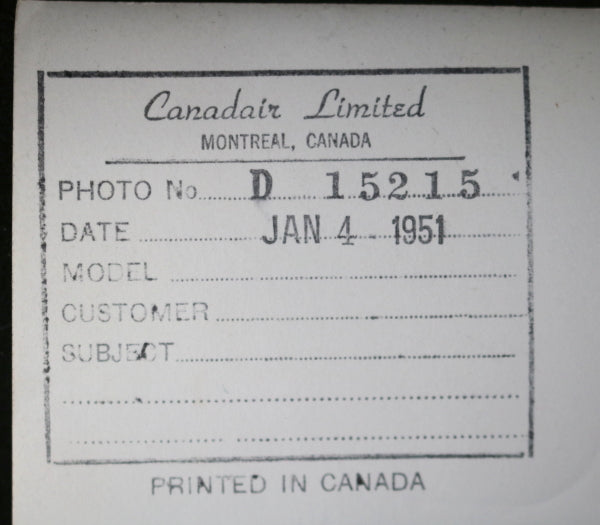 Canadair Limited
MONTREAL, CANADA
PHOTO No. D 15215
DATE JAN 4 - 1951
MODEL
CUSTOMER
SUBJECT
PRINTED IN CANADA